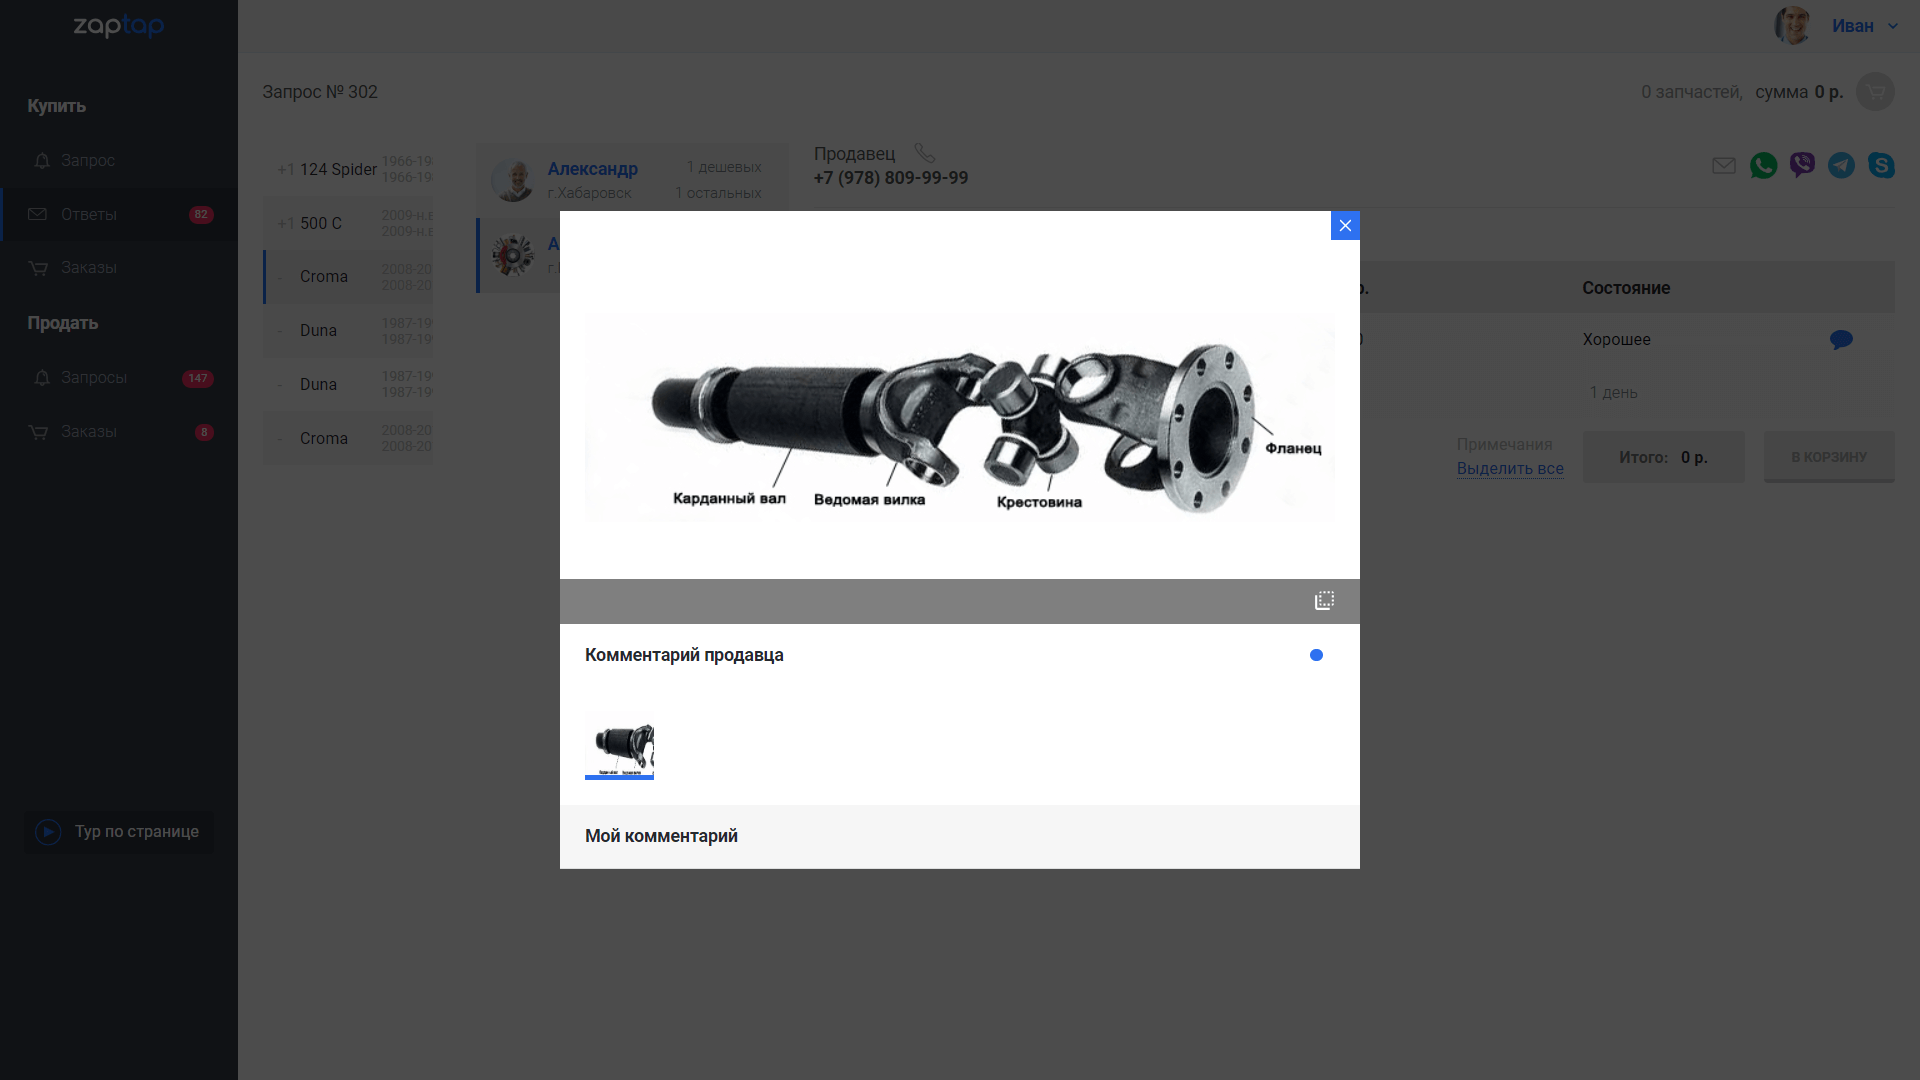 zaptap
Иван
Купить
Запрос № 302
0 запчастей, сумма 0 р.
Запрос
Ответы 82
Заказы
Продать
Запросы 147
Заказы 8
Тур по странице
+1 124 Spider 1966-19
1966-19
+1 500 C 2009-н.в
2009-н.в
- Croma 2008-20
2008-20
- Duna 1987-19
1987-19
- Duna 1987-19
1987-19
- Croma 2008-20
2008-20
Александр 1 дешевых
г.Хабаровск 1 остальных
Продавец
+7 (978) 809-99-99
Состояние
Хорошее
1 день
Примечания
Выделить все
Итого: 0 р.
В КОРЗИНУ
Фланец
Карданный вал Ведомая вилка Крестовина
Комментарий продавца
Мой комментарий